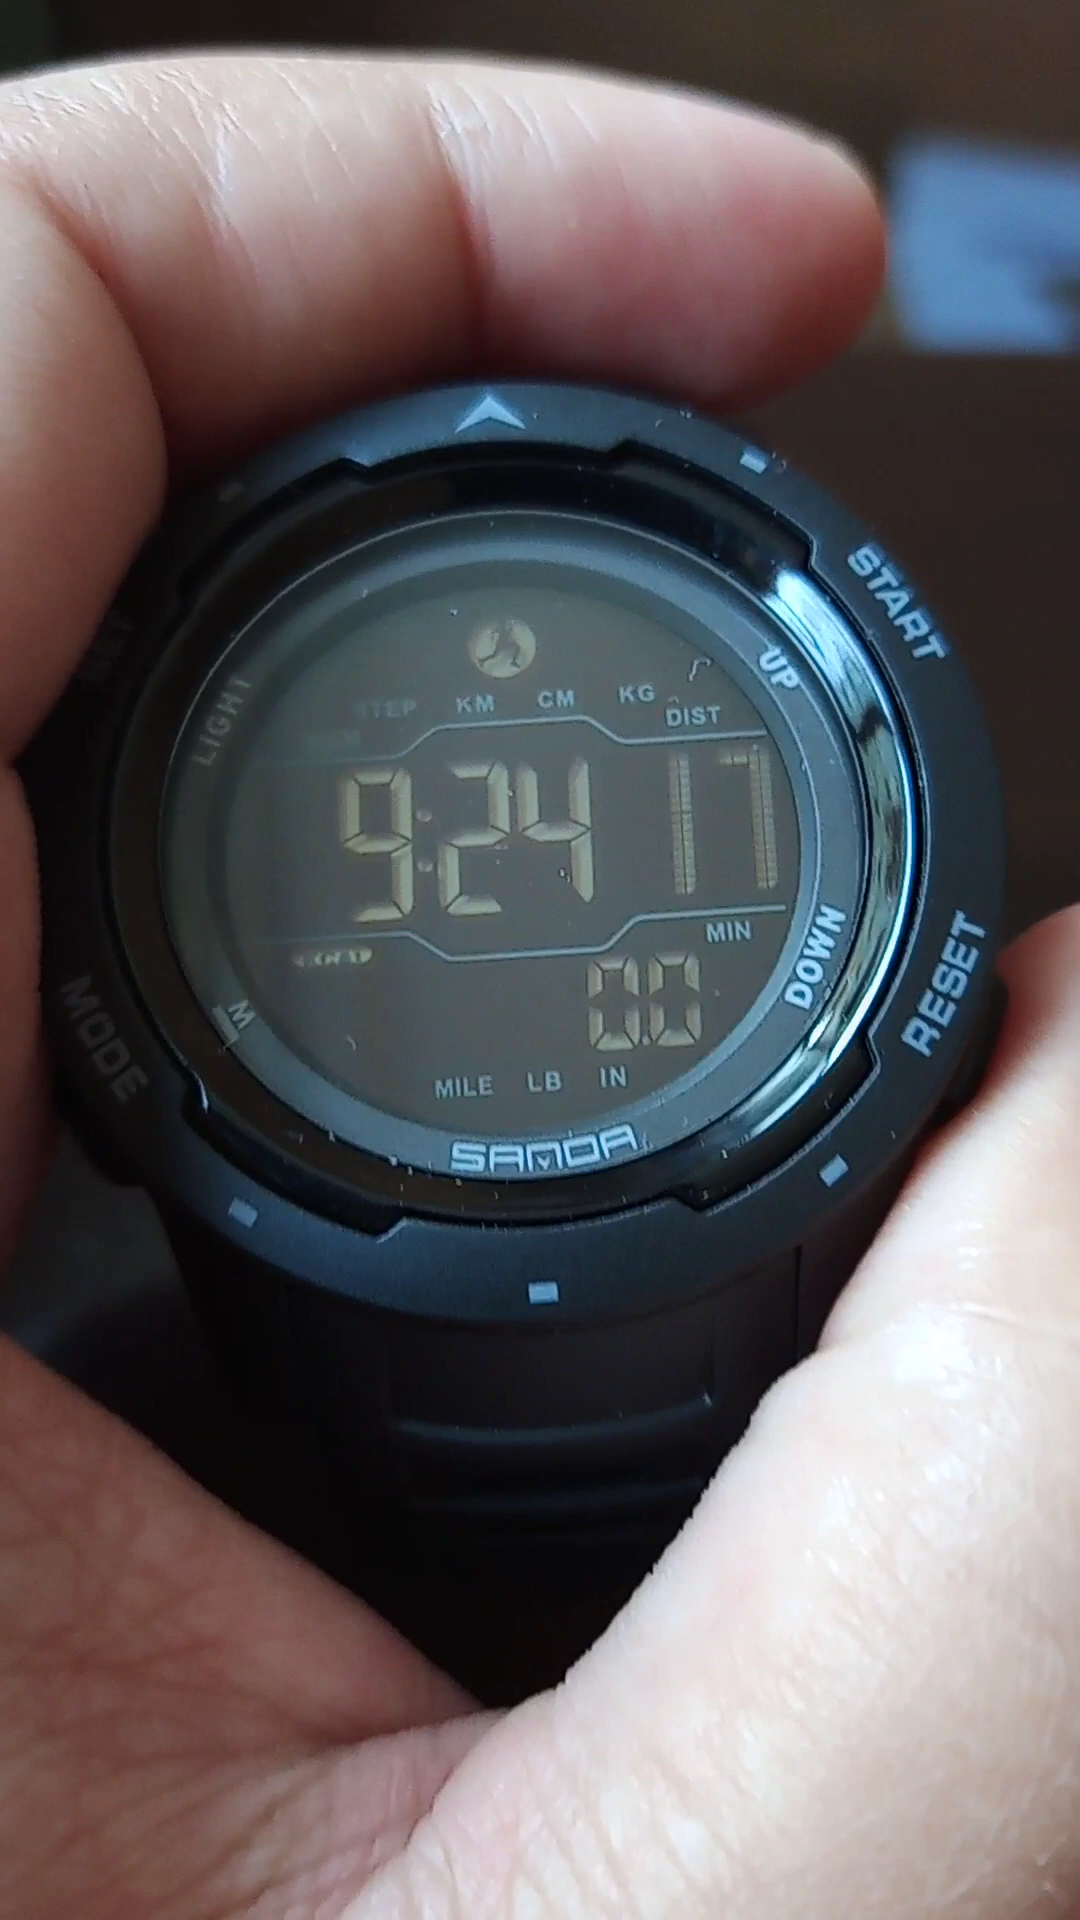 START
UP
LIGHT
STEP KM CM KG
DIST
9:24 17
MIN
DOWN
RESET
MODE
M
0.0
MILE LB IN
SANDA